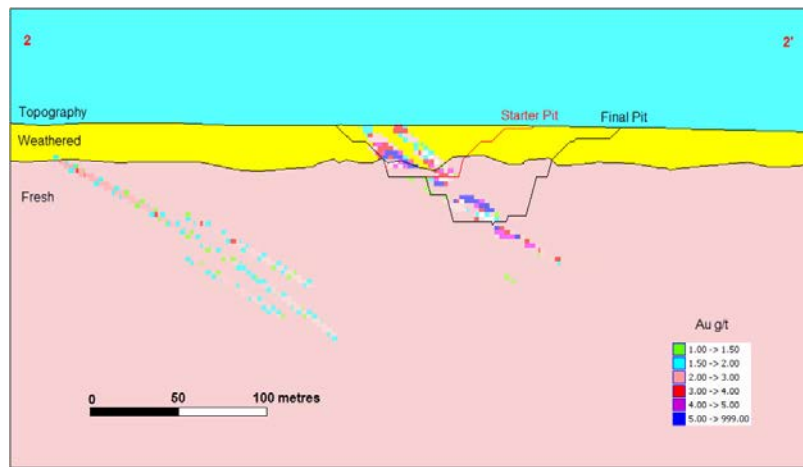 2 2'
Topography
Starter Pit Final Pit
Weathered
Fresh
Au g/t
1.00 -> 1.50
1.50 -> 2.00
2.00 -> 3.00
3.00 -> 4.00
4.00 -> 5.00
5.00 -> 999.00
0 50 100 metres